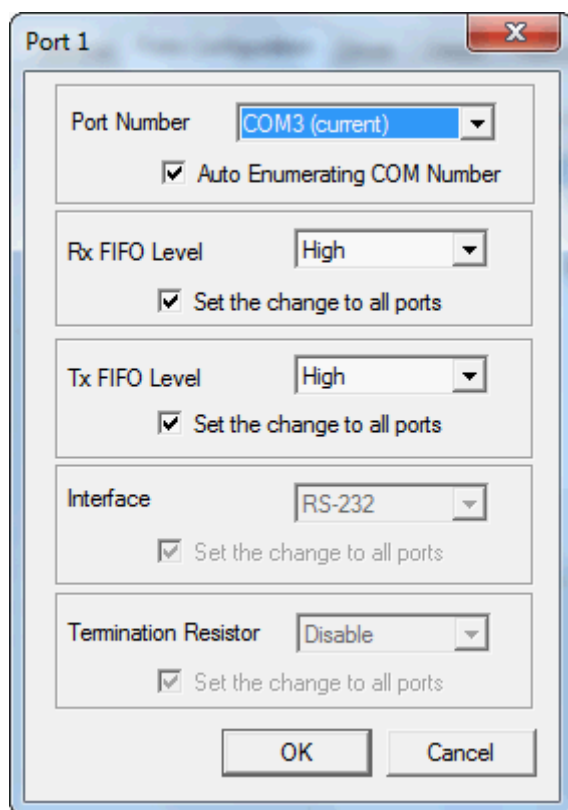 Port 1
Port Number COM3 (current)
Auto Enumerating COM Number
Rx FIFO Level High
Set the change to all ports
Tx FIFO Level High
Set the change to all ports
Interface RS-232
Set the change to all ports
Termination Resistor Disable
Set the change to all ports
OK Cancel